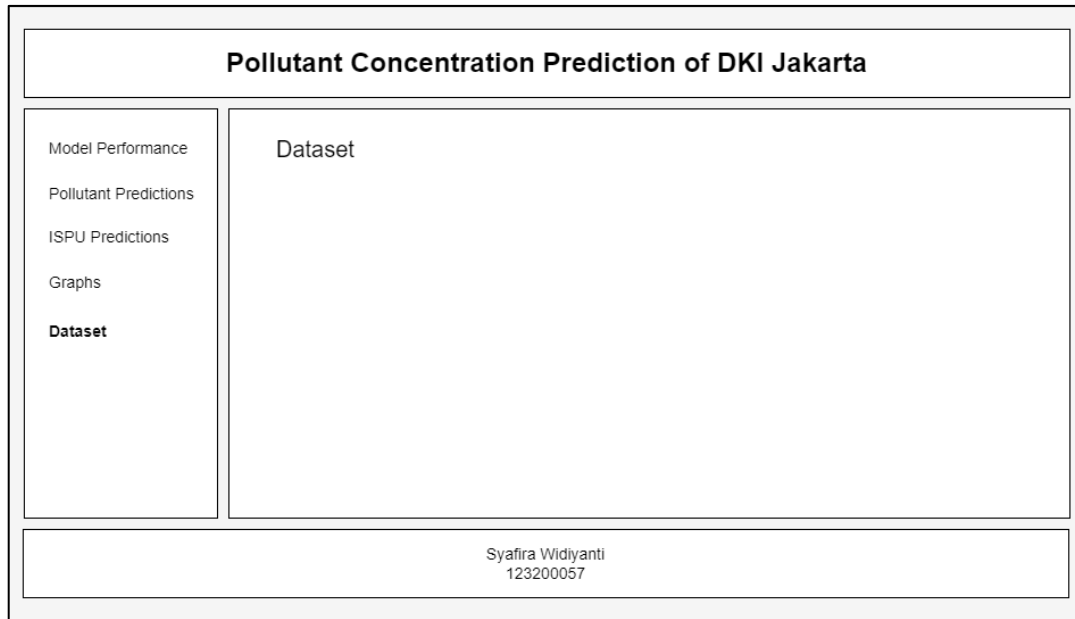 Pollutant Concentration Prediction of DKI Jakarta
Model Performance
Pollutant Predictions
ISPU Predictions
Graphs
Dataset
Dataset
Syafira Widiyanti
123200057